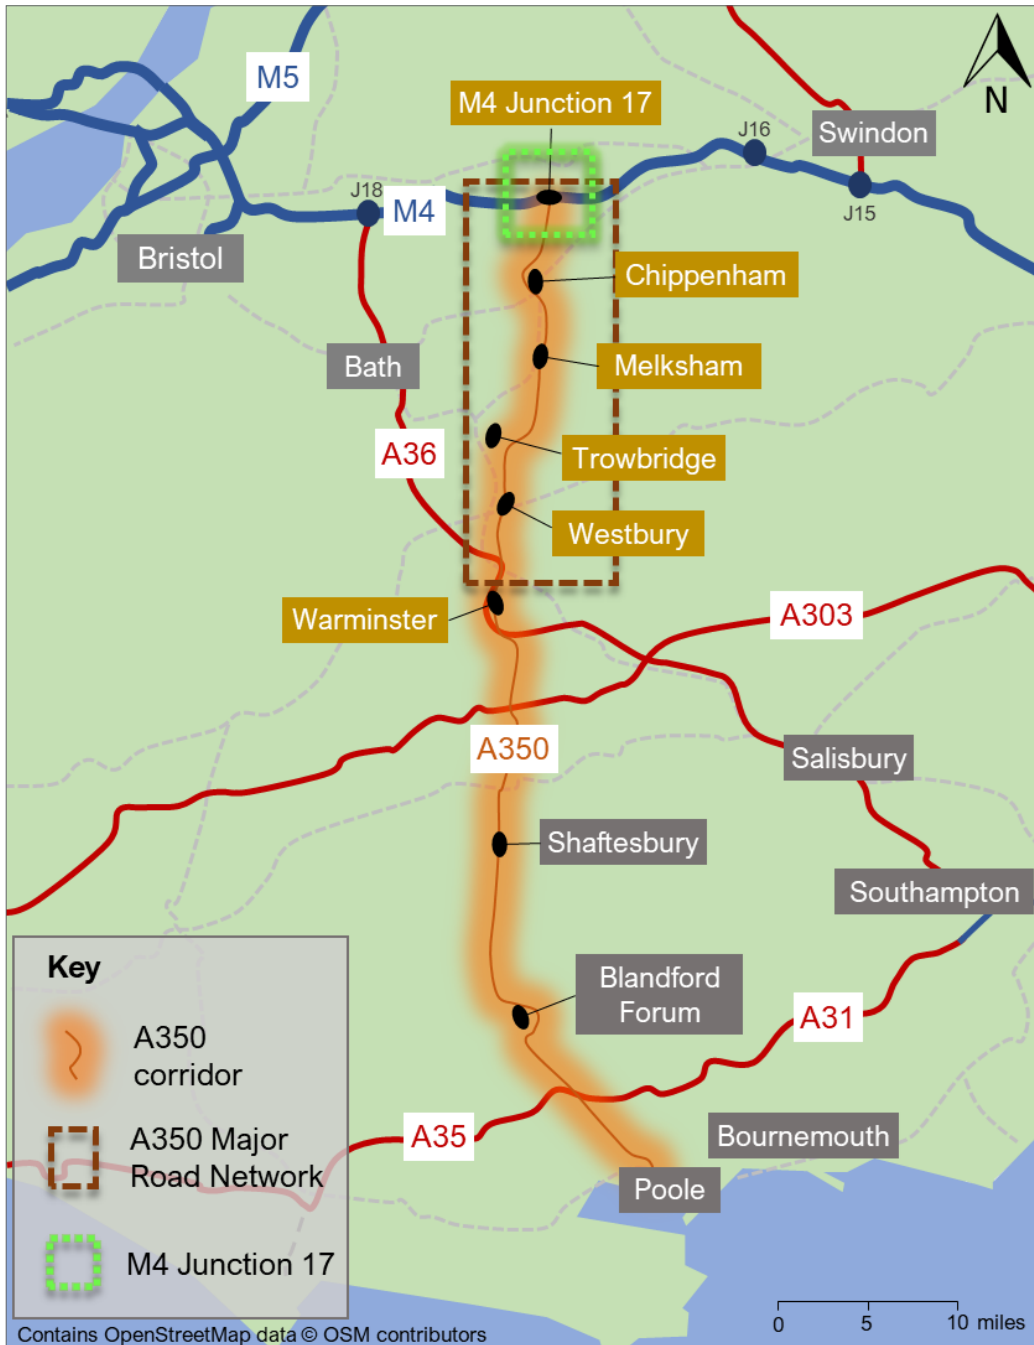 M5
M4 Junction 17
N
J16
Swindon
J18
M4
J15
Bristol
Chippenham
Bath
Melksham
A36
Trowbridge
Westbury
Warminster
A303
A350
Salisbury
Shaftesbury
Southampton
Blandford
Forum
A31
A35
Bournemouth
Poole
Key
A350
corridor
A350 Major
Road Network
M4 Junction 17
0 5 10 miles
Contains OpenStreetMap data © OSM contributors